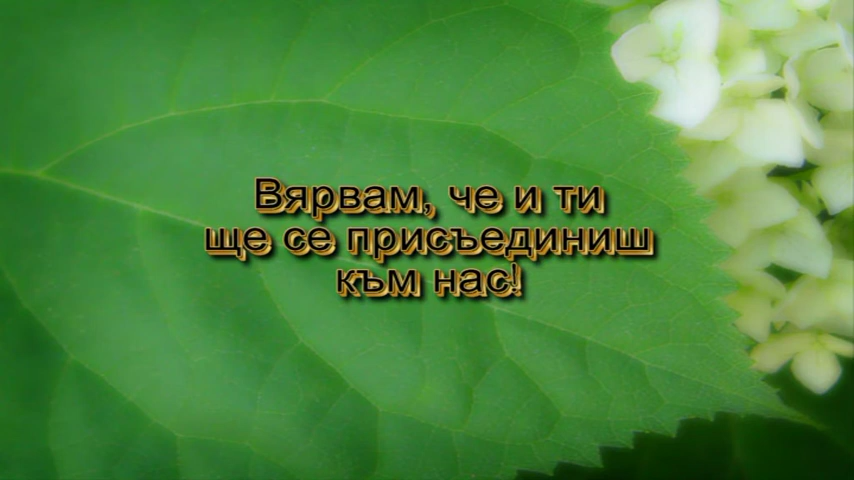 Вярвам, че и ти
ще се присъединиш
към нас!